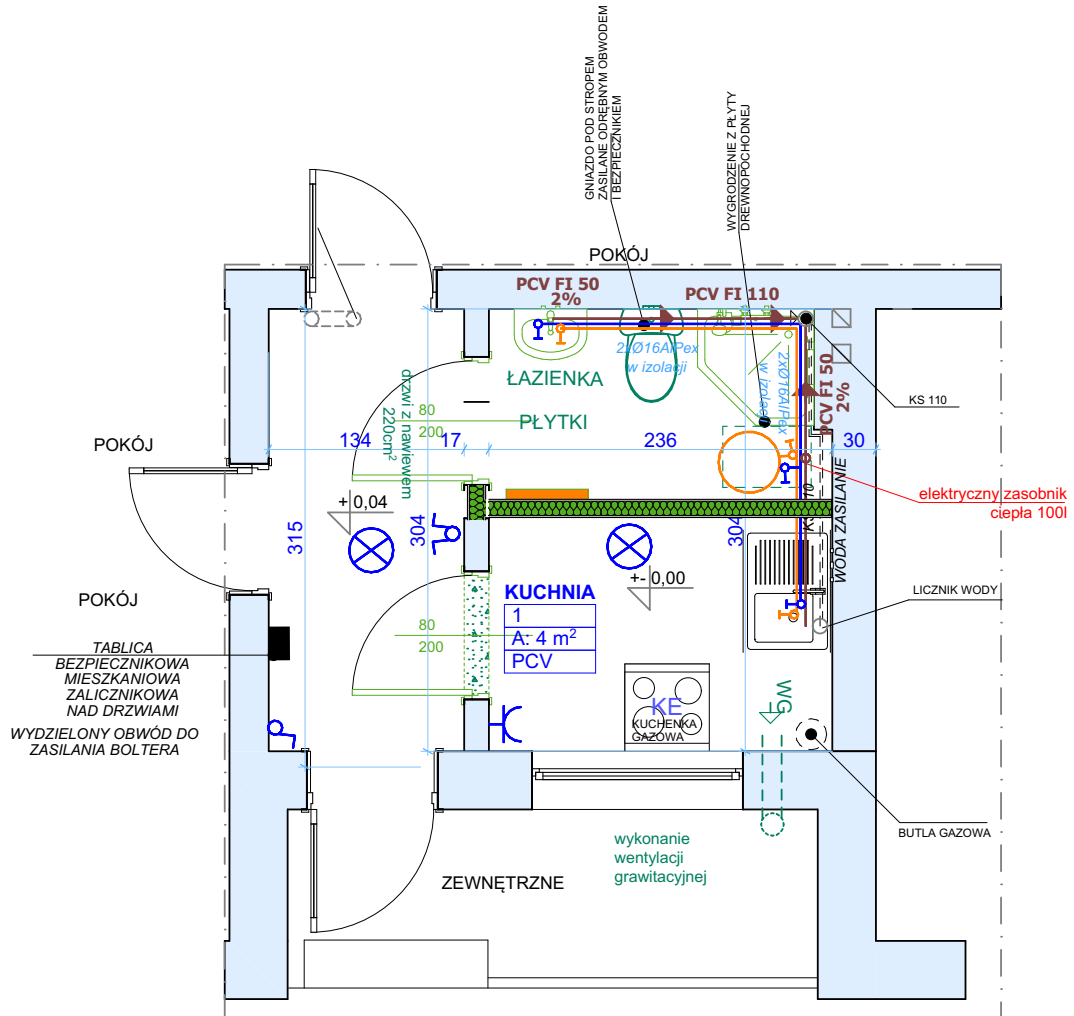 GNIAZDO POD STROPEM
ZASILANE ODRĘBNYM OBWODEM
I BEZPIECZNIKIEM
WYGRODZENIE Z PŁYTY
DREWNOPOCHODNEJ
POKÓJ
PCV FI 50
2%
PCV FI 110
2xØ16AlPex
w izolacji
2xØ16AlPex
w izolacji
PCV FI 50
2%
KS 110
ŁAZIENKA
PŁYTKI
drzwi z nawiewem
220cm²
80
200
POKÓJ
134
17
236
30
+0,04
315
304
304
WODA ZASILANIE
elektryczny zasobnik
ciepła 100l
+-0,00
KUCHNIA
1
A: 4 m²
PCV
LICZNIK WODY
POKÓJ
80
200
TABLICA
BEZPIECZNIKOWA
MIESZKANIOWA
ZALICZNIKOWA
NAD DRZWIAMI
WYDZIELONY OBWÓD DO
ZASILANIA BOLTERA
KE
KUCHENKA
GAZOWA
WG
BUTLA GAZOWA
wykonanie
wentylacji
grawitacyjnej
ZEWNĘTRZNE